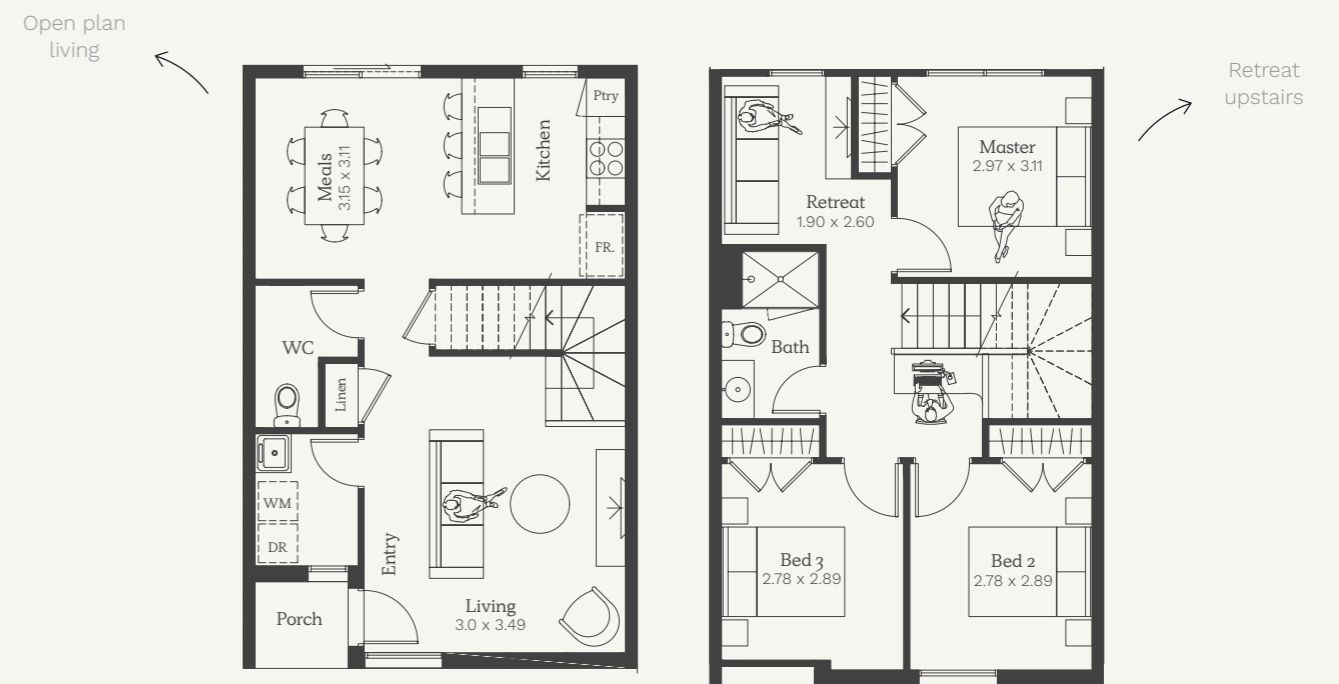 Open plan
living
Ptry
Kitchen
Meals
3.15 x 3.11
FR.
WC
Linen
WM
DR
Entry
Porch
Living
3.0 x 3.49
Retreat
upstairs
Master
2.97 x 3.11
Retreat
1.90 x 2.60
Bath
Bed 3
2.78 x 2.89
Bed 2
2.78 x 2.89